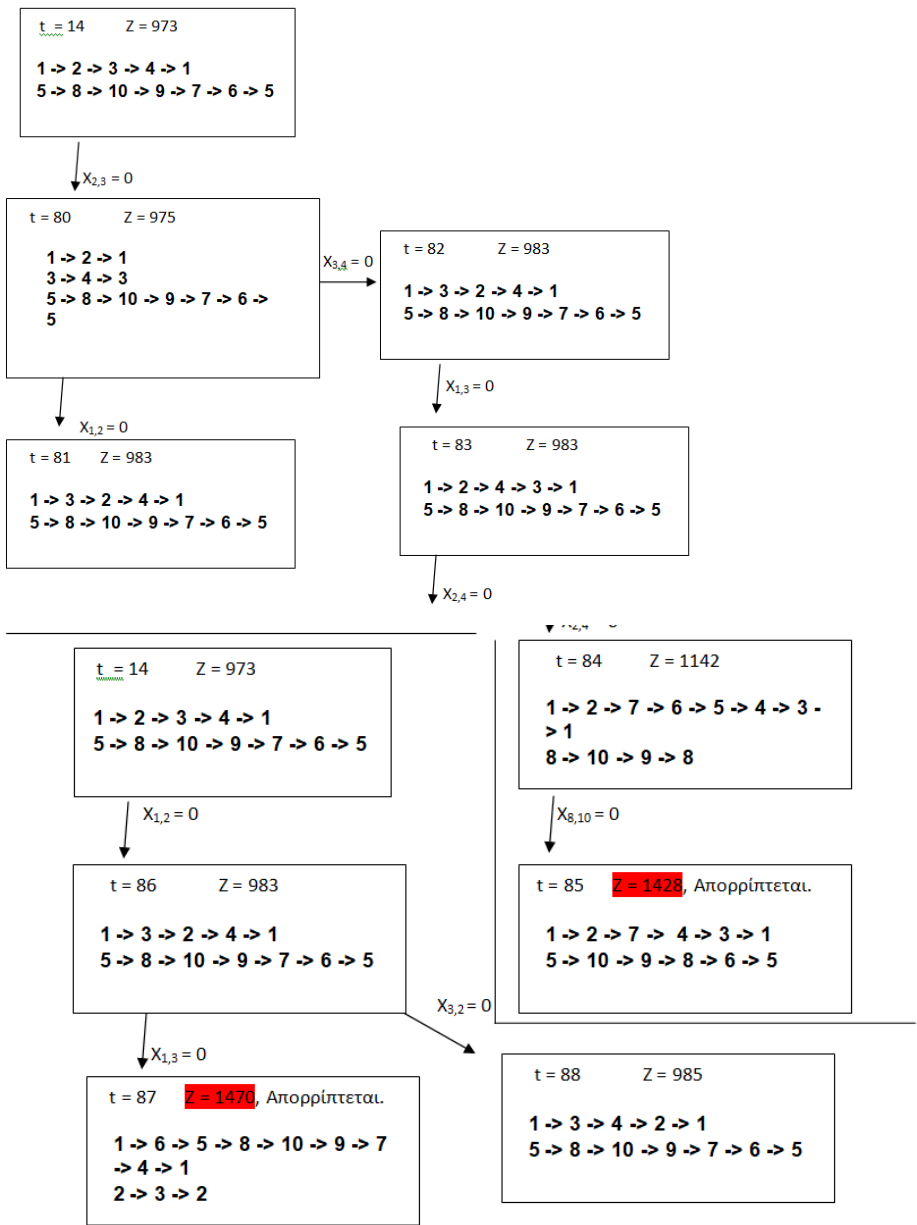 t = 14 Z = 973
1 -> 2 -> 3 -> 4 -> 1
5 -> 8 -> 10 -> 9 -> 7 -> 6 -> 5
X2,3 = 0
t = 80 Z = 975
1 -> 2 -> 1
3 -> 4 -> 3
5 -> 8 -> 10 -> 9 -> 7 -> 6 ->
5
X3,4 = 0
t = 82 Z = 983
1 -> 3 -> 2 -> 4 -> 1
5 -> 8 -> 10 -> 9 -> 7 -> 6 -> 5
X1,2 = 0
t = 81 Z = 983
1 -> 3 -> 2 -> 4 -> 1
5 -> 8 -> 10 -> 9 -> 7 -> 6 -> 5
X1,3 = 0
t = 83 Z = 983
1 -> 2 -> 4 -> 3 -> 1
5 -> 8 -> 10 -> 9 -> 7 -> 6 -> 5
X2,4 = 0
t = 84 Z = 1142
1 -> 2 -> 7 -> 6 -> 5 -> 4 -> 3 -
> 1
8 -> 10 -> 9 -> 8
X8,10 = 0
t = 85 Z = 1428, Απορρίπτεται.
1 -> 2 -> 7 -> 4 -> 3 -> 1
5 -> 10 -> 9 -> 8 -> 6 -> 5
t = 14 Z = 973
1 -> 2 -> 3 -> 4 -> 1
5 -> 8 -> 10 -> 9 -> 7 -> 6 -> 5
X1,2 = 0
t = 86 Z = 983
1 -> 3 -> 2 -> 4 -> 1
5 -> 8 -> 10 -> 9 -> 7 -> 6 -> 5
X3,2 = 0
X1,3 = 0
t = 87 Z = 1470, Απορρίπτεται.
1 -> 6 -> 5 -> 8 -> 10 -> 9 -> 7
-> 4 -> 1
2 -> 3 -> 2
t = 88 Z = 985
1 -> 3 -> 4 -> 2 -> 1
5 -> 8 -> 10 -> 9 -> 7 -> 6 -> 5